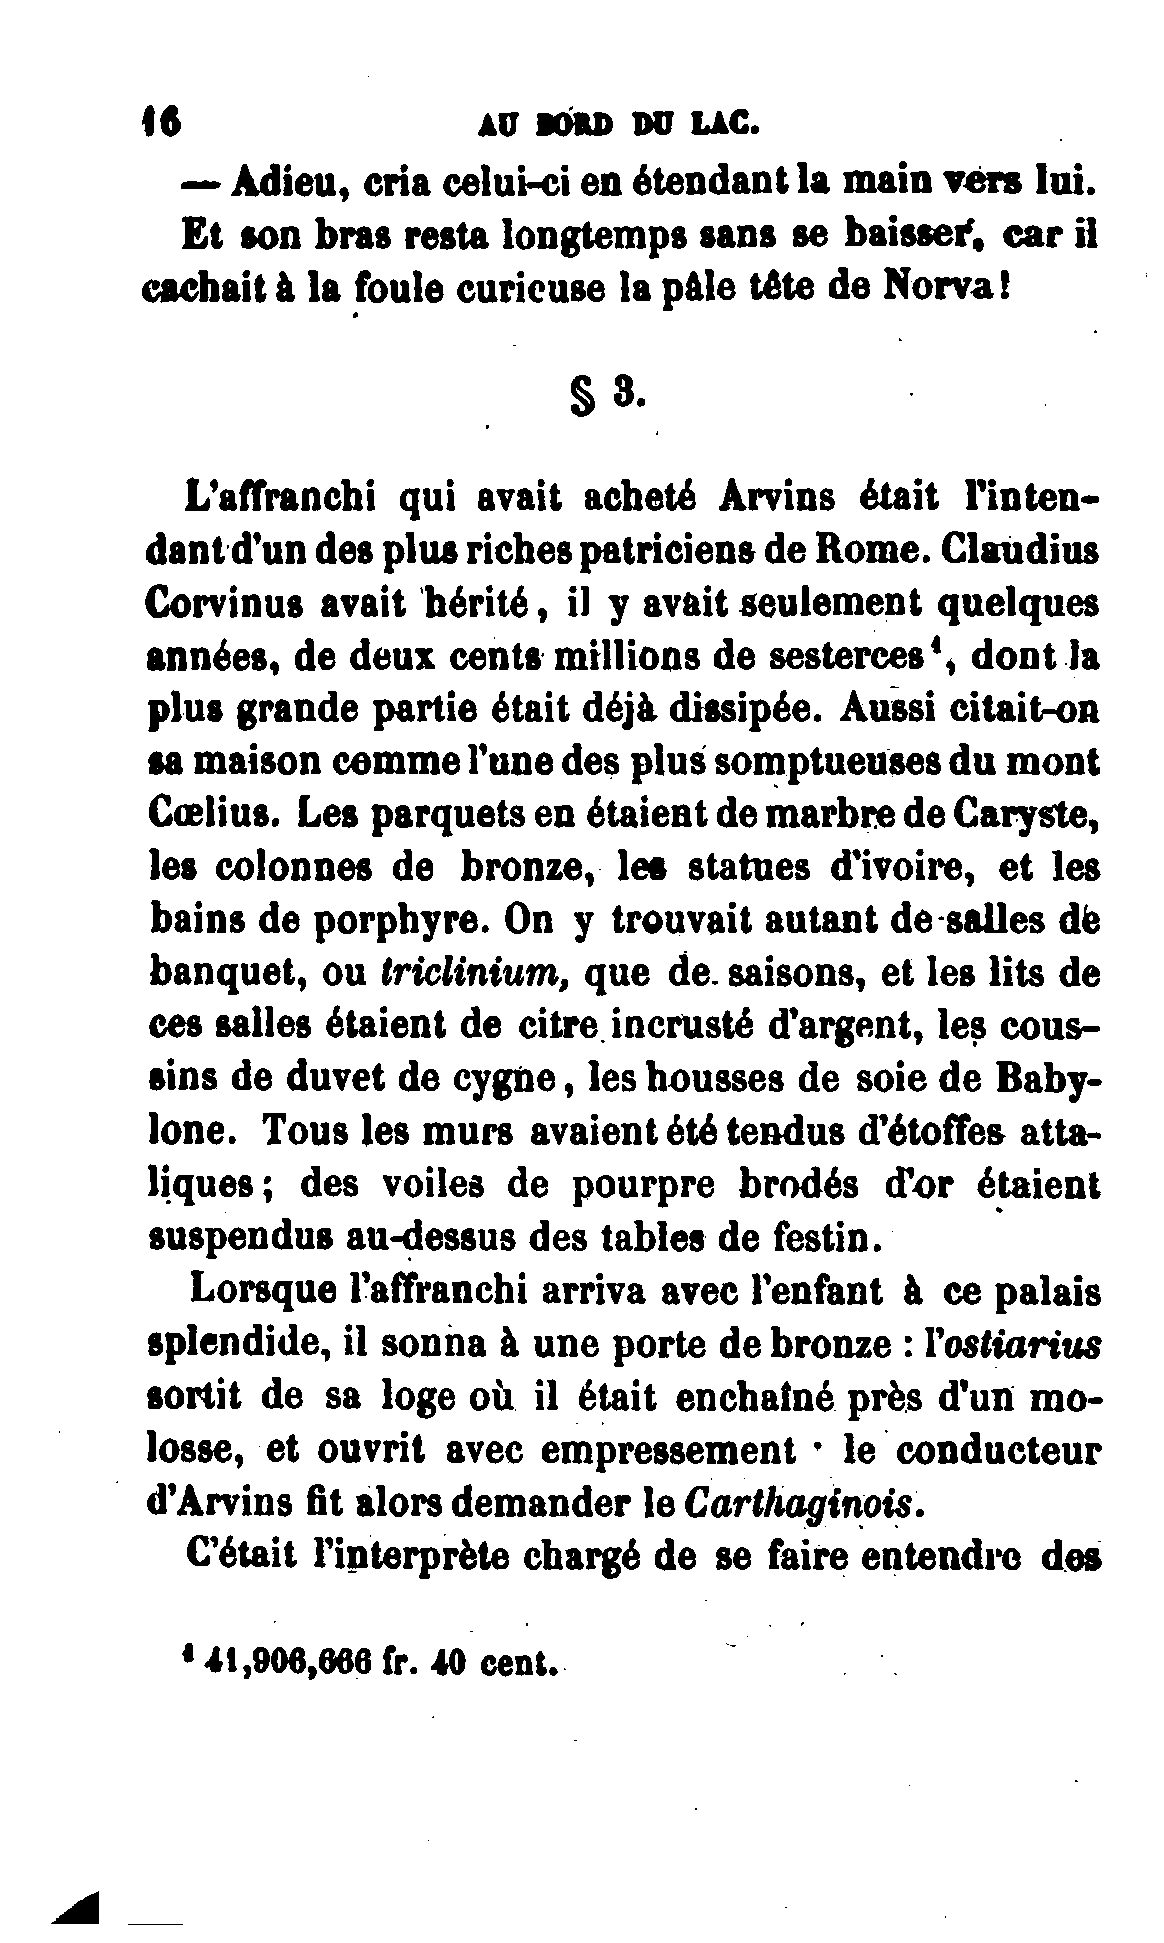 16 AU BORD DU LAC.
— Adieu, cria celui-ci en étendant la main vers lui.
Et son bras resta longtemps sans se baisser, car il
cachait à la foule curieuse la pâle tête de Norva!
§ 3.
L'affranchi qui avait acheté Arvins était l'inten-
dant d'un des plus riches patriciens de Rome. Claudius
Corvinus avait hérité, il y avait seulement quelques
années, de deux cents millions de sesterces¹, dont la
plus grande partie était déjà dissipée. Aussi citait-on
sa maison comme l'une des plus somptueuses du mont
Cœlius. Les parquets en étaient de marbre de Caryste,
les colonnes de bronze, les statues d'ivoire, et les
bains de porphyre. On y trouvait autant de salles de
banquet, ou triclinium, que de saisons, et les lits de
ces salles étaient de citre incrusté d'argent, les cous-
sins de duvet de cygne, les housses de soie de Baby-
lone. Tous les murs avaient été tendus d'étoffes atta-
liques; des voiles de pourpre brodés d'or étaient
suspendus au-dessus des tables de festin.
Lorsque l'affranchi arriva avec l'enfant à ce palais
splendide, il sonna à une porte de bronze : l'ostiarius
sortit de sa loge où il était enchaîné près d'un mo-
losse, et ouvrit avec empressement · le conducteur
d'Arvins fit alors demander le Carthaginois.
C'était l'interprète chargé de se faire entendre des
¹ 41,906,666 fr. 40 cent.